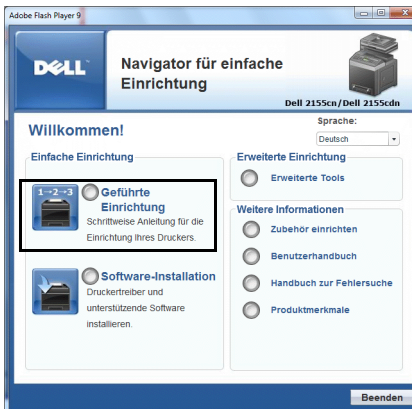 Adobe Flash Player 9
DELL
Navigator für einfache
Einrichtung
Dell 2155cn/Dell 2155cdn
Willkommen!
Sprache:
Deutsch
Einfache Einrichtung
1→2→3
Geführte
Einrichtung
Schrittweise Anleitung für die
Einrichtung Ihres Druckers.
Software-Installation
Druckertreiber und
unterstützende Software
installieren.
Erweiterte Einrichtung
Erweiterte Tools
Weitere Informationen
Zubehör einrichten
Benutzerhandbuch
Handbuch zur Fehlersuche
Produktmerkmale
Beenden